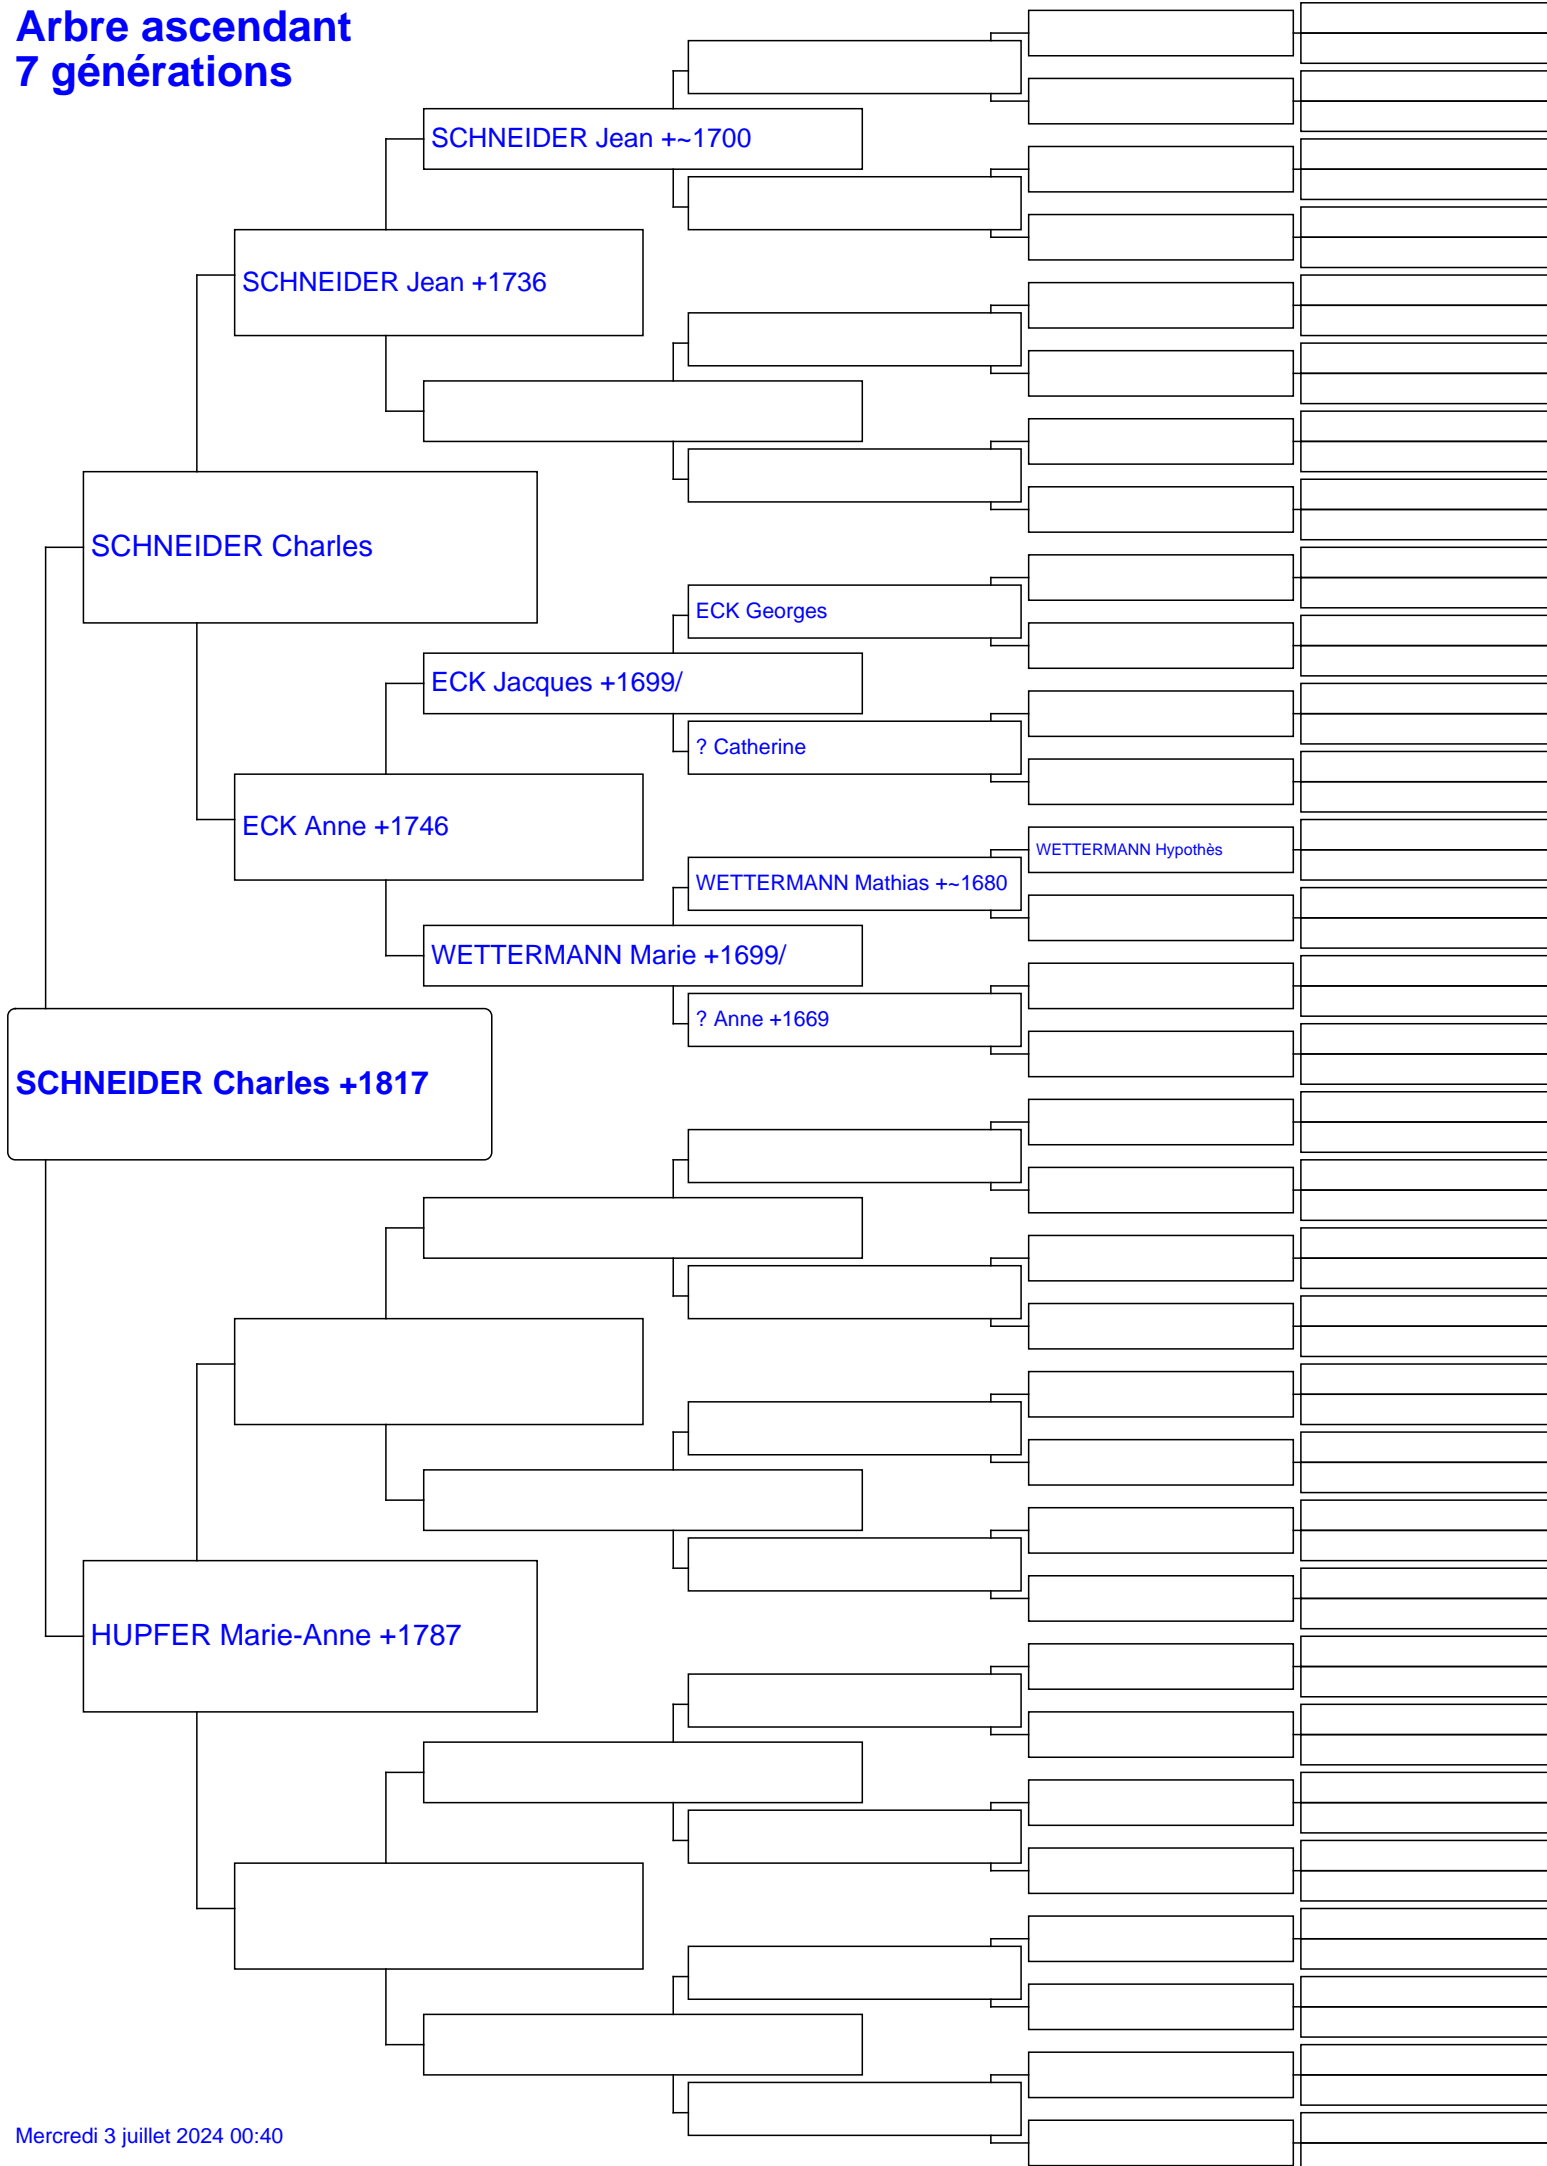 Arbre ascendant
7 générations
SCHNEIDER Jean +~1700
SCHNEIDER Jean +1736
SCHNEIDER Charles
ECK Georges
ECK Jacques +1699/
? Catherine
ECK Anne +1746
WETTERMANN Hypothès
WETTERMANN Mathias +~1680
WETTERMANN Marie +1699/
? Anne +1669
SCHNEIDER Charles +1817
HUPFER Marie-Anne +1787
Mercredi 3 juillet 2024 00:40